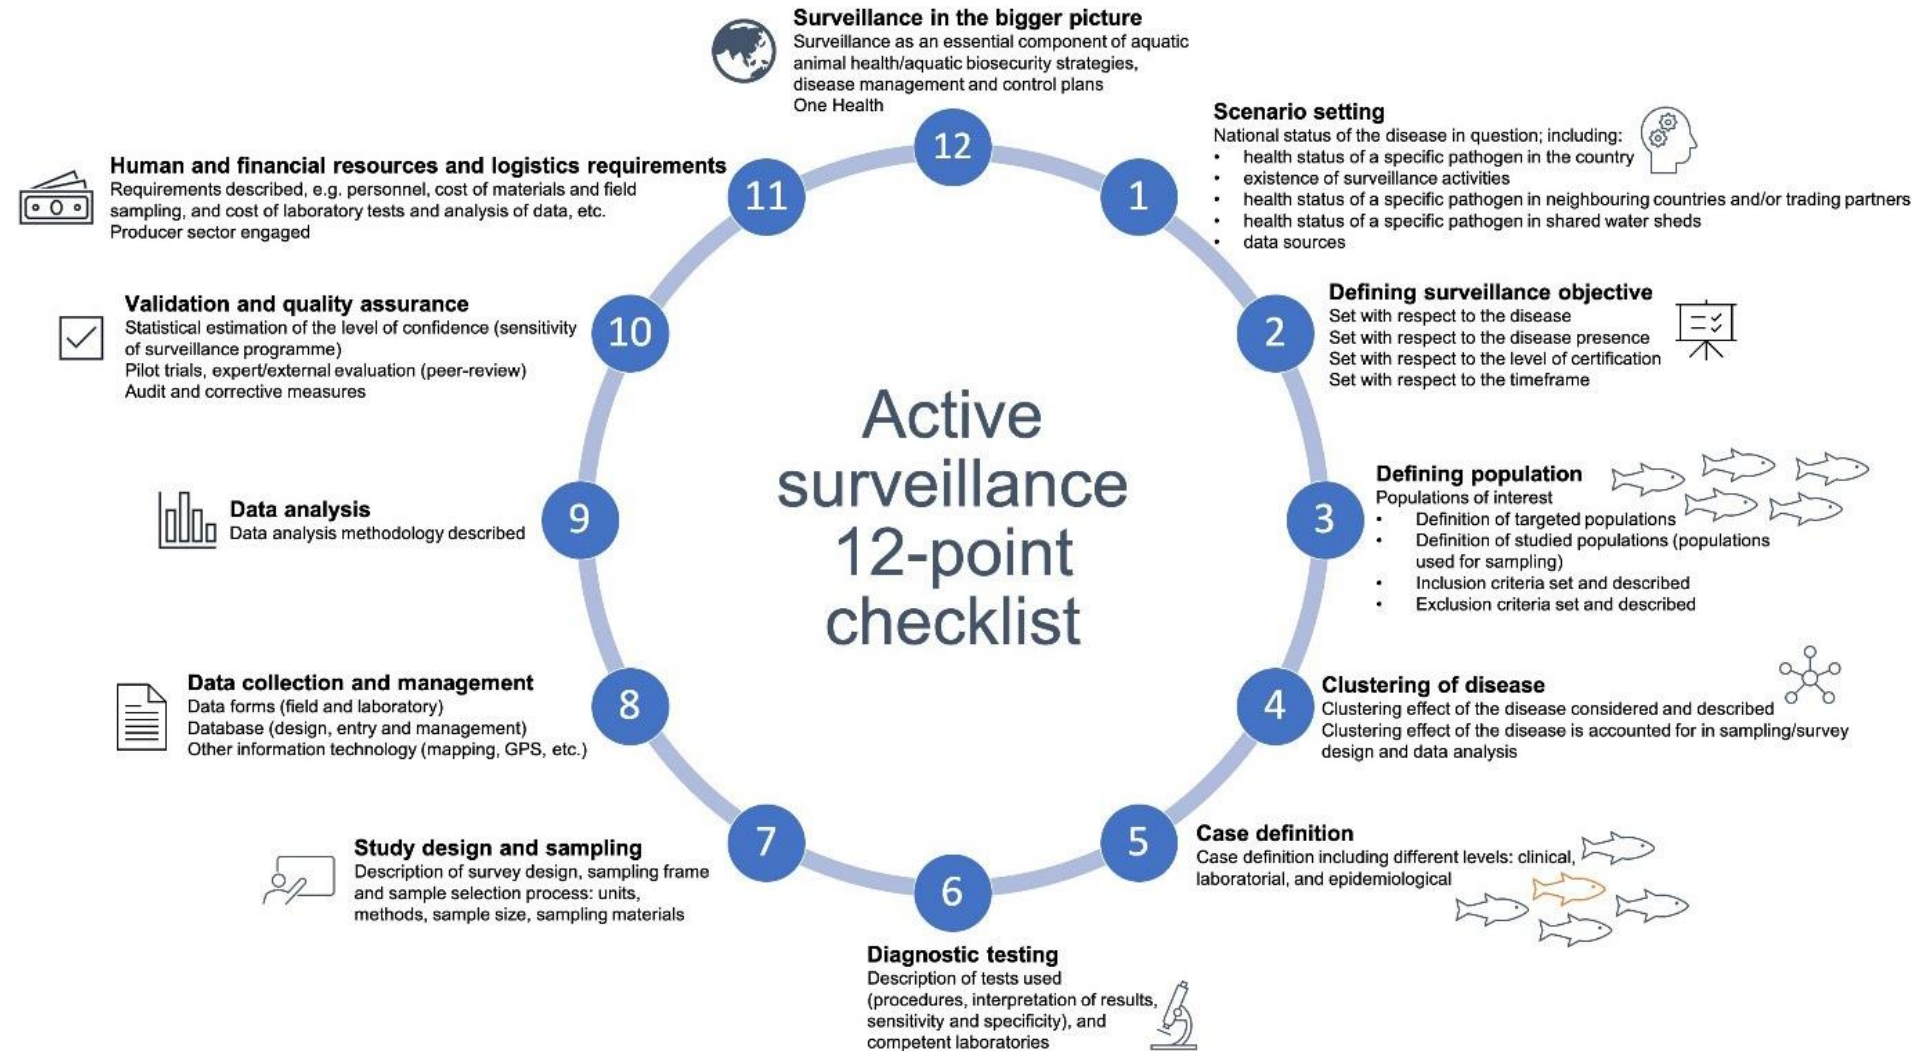 Surveillance in the bigger picture
Surveillance as an essential component of aquatic
animal health/aquatic biosecurity strategies,
disease management and control plans
One Health
12
Scenario setting
National status of the disease in question; including:
• health status of a specific pathogen in the country
• existence of surveillance activities
• health status of a specific pathogen in neighbouring countries and/or trading partners
• health status of a specific pathogen in shared water sheds
• data sources
1
Defining surveillance objective
Set with respect to the disease
Set with respect to the disease presence
Set with respect to the level of certification
Set with respect to the timeframe
2
Defining population
Populations of interest
• Definition of targeted populations
• Definition of studied populations (populations
used for sampling)
• Inclusion criteria set and described
• Exclusion criteria set and described
3
Clustering of disease
Clustering effect of the disease considered and described
Clustering effect of the disease is accounted for in sampling/survey
design and data analysis
4
Case definition
Case definition including different levels: clinical,
laboratorial, and epidemiological
5
6
Diagnostic testing
Description of tests used
(procedures, interpretation of results,
sensitivity and specificity), and
competent laboratories
7
Study design and sampling
Description of survey design, sampling frame
and sample selection process: units,
methods, sample size, sampling materials
8
Data collection and management
Data forms (field and laboratory)
Database (design, entry and management)
Other information technology (mapping, GPS, etc.)
9
Data analysis
Data analysis methodology described
10
Validation and quality assurance
Statistical estimation of the level of confidence (sensitivity
of surveillance programme)
Pilot trials, expert/external evaluation (peer-review)
Audit and corrective measures
11
Human and financial resources and logistics requirements
Requirements described, e.g. personnel, cost of materials and field
sampling, and cost of laboratory tests and analysis of data, etc.
Producer sector engaged
Active
surveillance
12-point
checklist